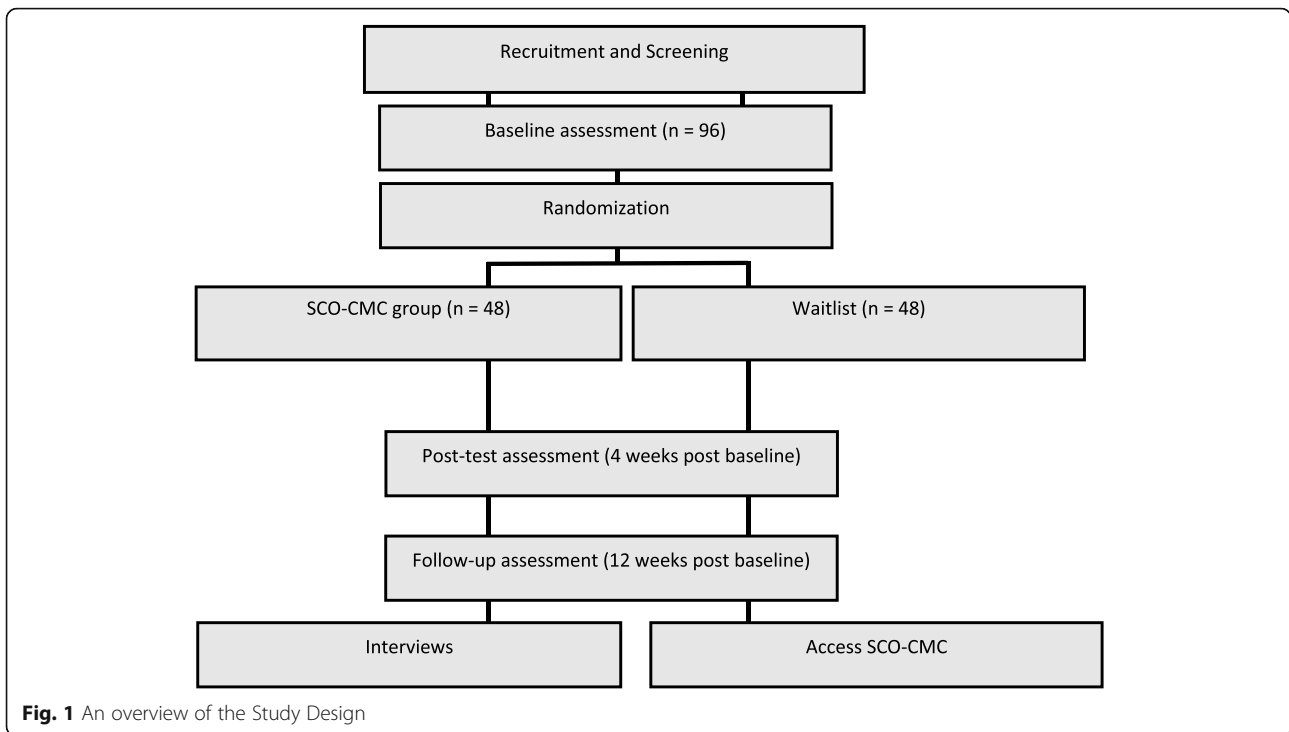 Recruitment and Screening
Baseline assessment (n = 96)
Randomization
SCO-CMC group (n = 48)
Waitlist (n = 48)
Post-test assessment (4 weeks post baseline)
Follow-up assessment (12 weeks post baseline)
Interviews
Access SCO-CMC
Fig. 1 An overview of the Study Design